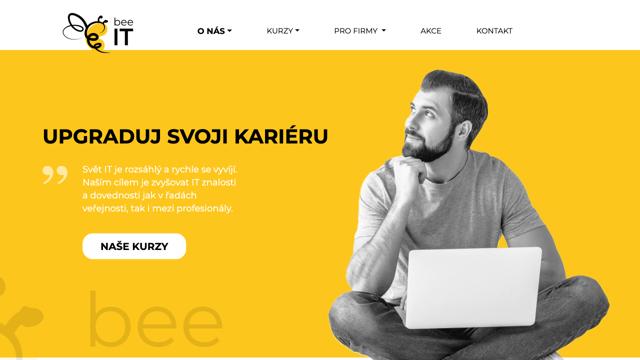 bee
IT
O NÁS
KURZY
PRO FIRMY
AKCE
KONTAKT
UPGRADUJ SVOJI KARIÉRU
Svět IT je rozsáhlý a rychle se vyvíjí.
Naším cílem je zvyšovat IT znalosti
a dovednosti jak v řadách
veřejnosti, tak i mezi profesionály.
NAŠE KURZY
bee